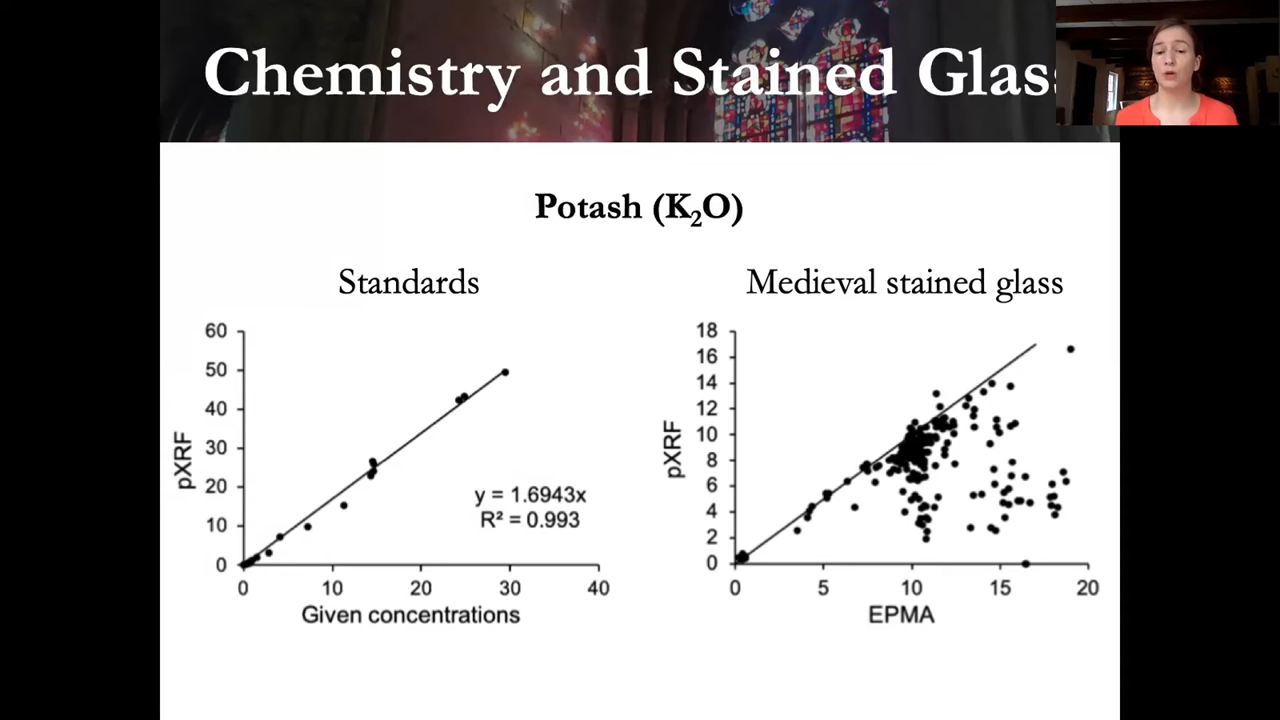 Chemistry and Stained Glass
Potash (K₂O)
Standards
Medieval stained glass
60
50
40
30
20
10
0
pXRF
y = 1.6943x
R² = 0.993
0
10
20
30
40
Given concentrations
18
16
14
12
10
8
6
4
2
0
pXRF
0
5
10
15
20
EPMA